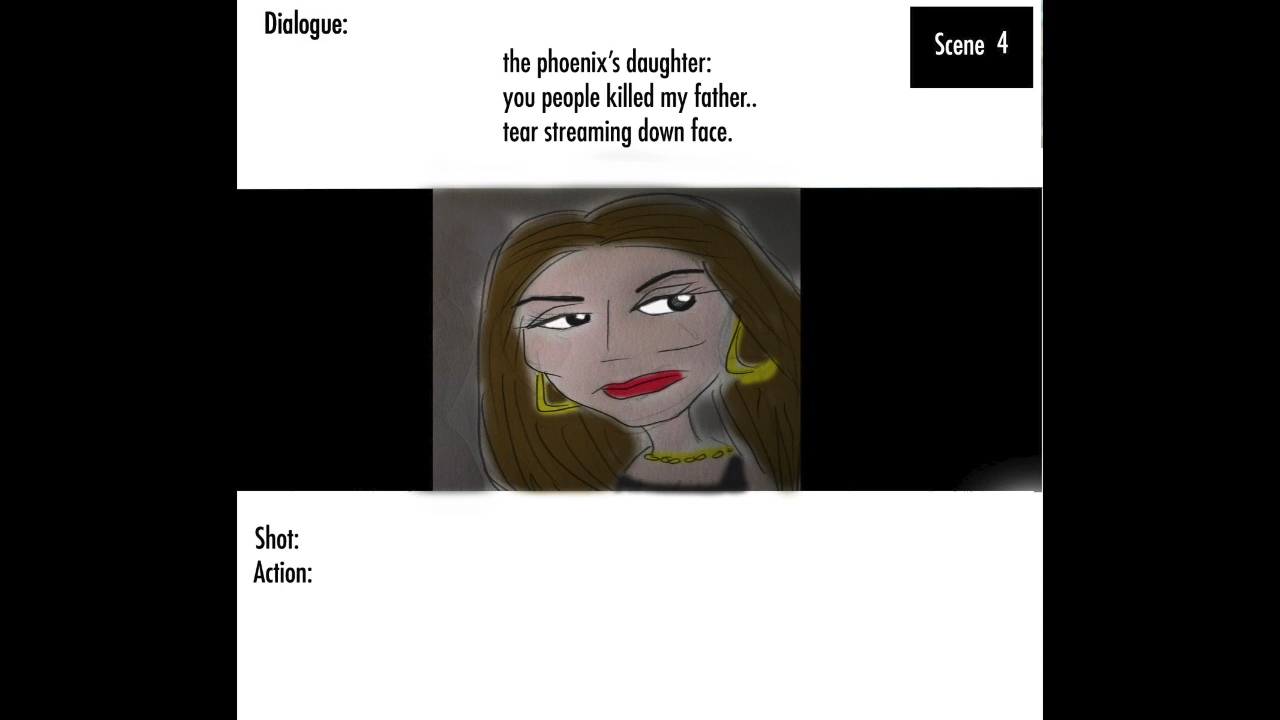 Dialogue:
Scene 4
the phoenix's daughter:
you people killed my father..
tear streaming down face.
Shot:
Action: